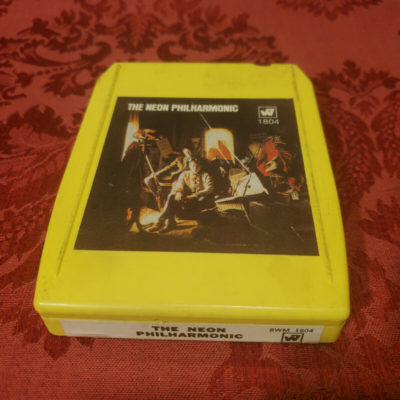 THE NEON PHILHARMONIC
W
1804
THE NEON
PHILHARMONIC
8WM 1804
W